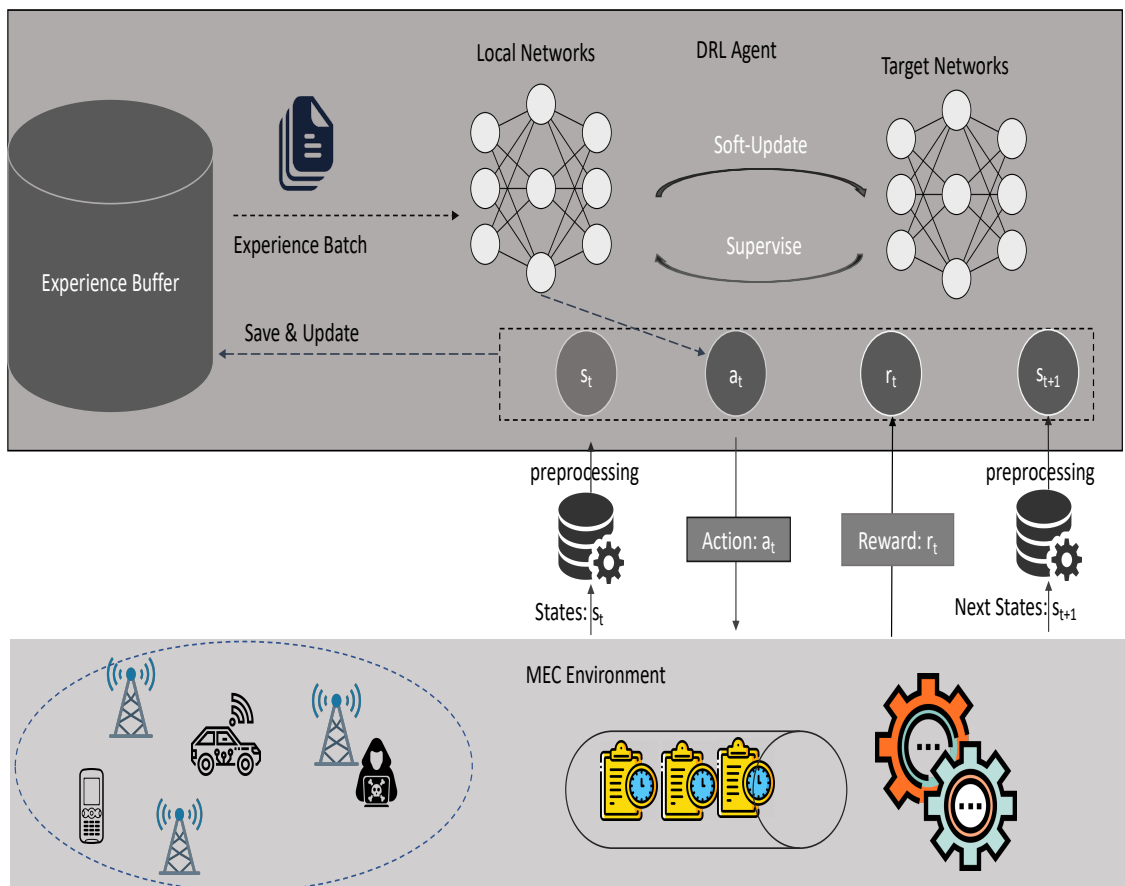 Local Networks
DRL Agent
Target Networks
Soft-Update
Experience Batch
Supervise
Experience Buffer
Save & Update
sₜ
aₜ
rₜ
sₜ₊₁
preprocessing
preprocessing
Action: aₜ
Reward: rₜ
States: sₜ
Next States: sₜ₊₁
MEC Environment